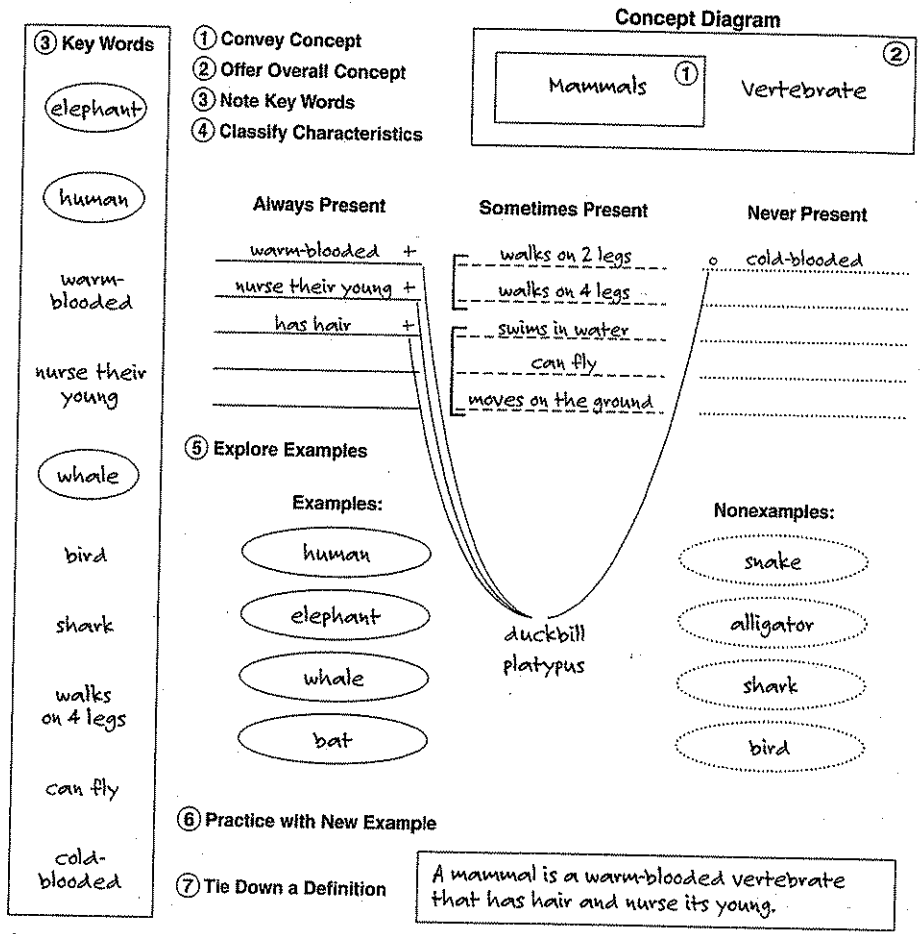 Concept Diagram
③ Key Words
elephant
human
warm-
blooded
nurse their
young
whale
bird
shark
walks
on 4 legs
can fly
cold-
blooded
① Convey Concept
② Offer Overall Concept
③ Note Key Words
④ Classify Characteristics
Mammals ①
Vertebrate ②
Always Present
warm-blooded +
nurse their young +
has hair +
Sometimes Present
walks on 2 legs
walks on 4 legs
swims in water
can fly
moves on the ground
Never Present
o cold-blooded
⑤ Explore Examples
Examples:
human
elephant
whale
bat
duckbill
platypus
Nonexamples:
snake
alligator
shark
bird
⑥ Practice with New Example
⑦ Tie Down a Definition
A mammal is a warm-blooded vertebrate
that has hair and nurse its young.